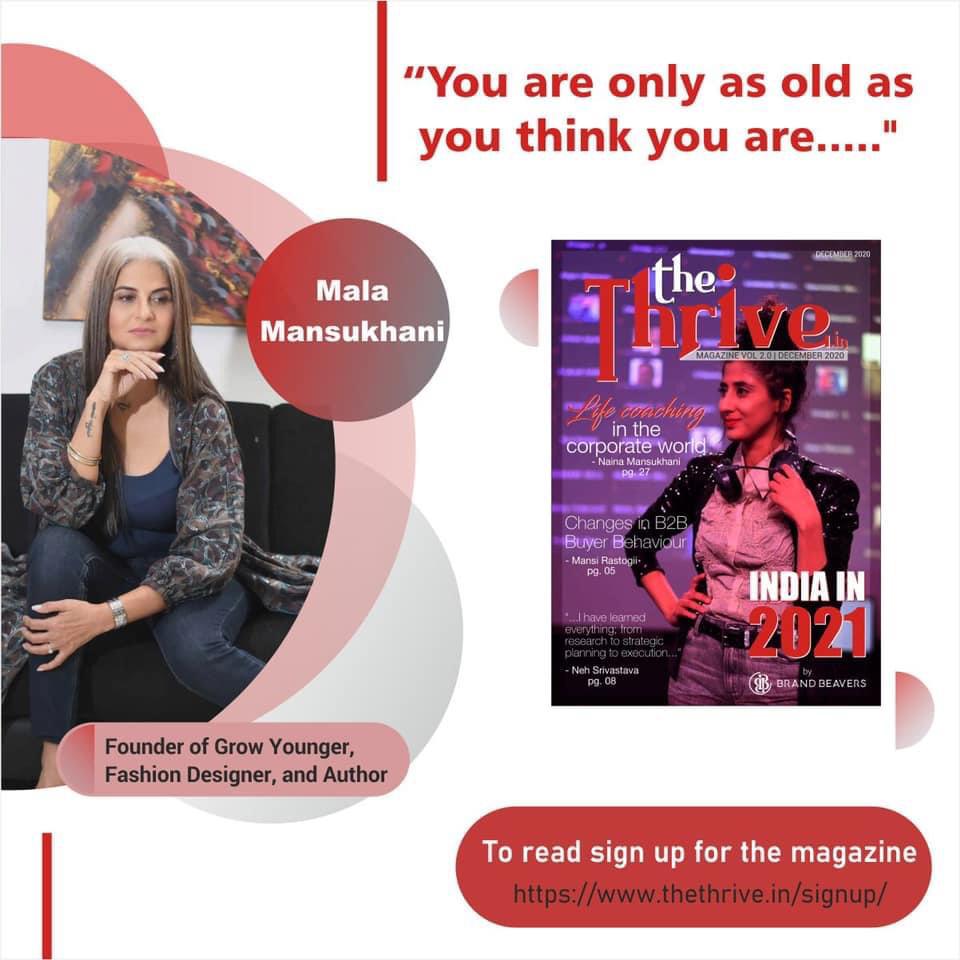 “You are only as old as
you think you are....."
Mala
Mansukhani
Founder of Grow Younger,
Fashion Designer, and Author
DECEMBER 2020
the
Thrive.in
MAGAZINE VOL 2.0 | DECEMBER 2020
Life coaching
in the
corporate world
- Naina Mansukhani
pg. 27
Changes in B2B
Buyer Behaviour
- Mansi Rastogii
pg. 05
"...I have learned
everything; from
research to strategic
planning to execution..."
- Neh Srivastava
pg. 08
INDIA IN
2021
by
BRAND BEAVERS
To read sign up for the magazine
https://www.thethrive.in/signup/